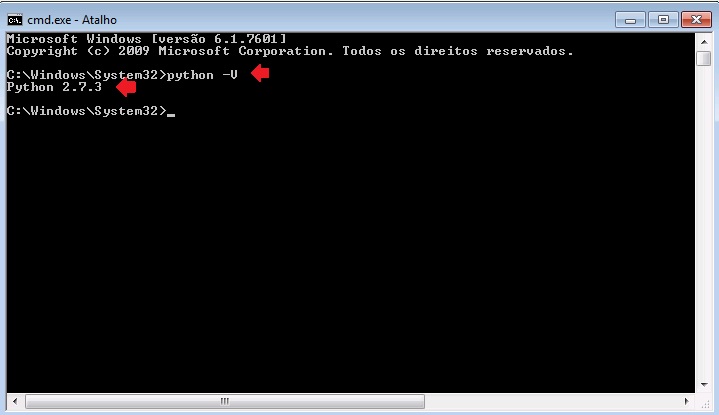 cmd.exe - Atalho
Microsoft Windows [versão 6.1.7601]
Copyright (c) 2009 Microsoft Corporation. Todos os direitos reservados.
C:\Windows\System32>python -V
Python 2.7.3
C:\Windows\System32>_